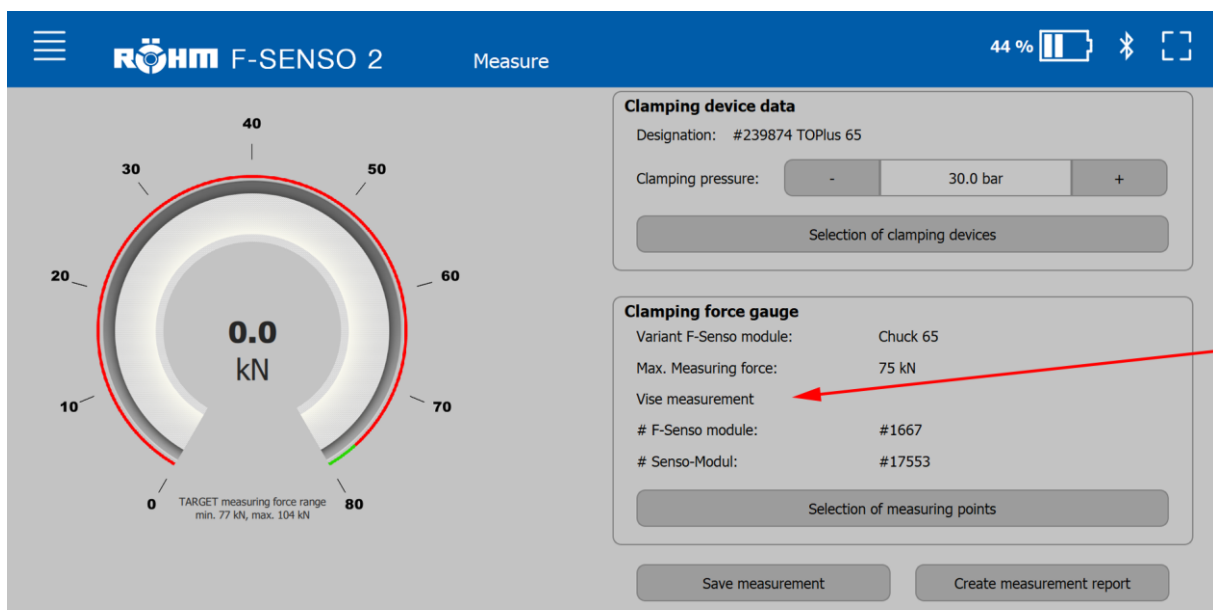 RÖHM F-SENSO 2 Measure 44 %
40
30 50
20 60
0.0
kN
10 70
0 80
TARGET measuring force range
min. 77 kN, max. 104 kN
Clamping device data
Designation: #239874 TOPlus 65
Clamping pressure: - 30.0 bar +
Selection of clamping devices
Clamping force gauge
Variant F-Senso module: Chuck 65
Max. Measuring force: 75 kN
Vise measurement
# F-Senso module: #1667
# Senso-Modul: #17553
Selection of measuring points
Save measurement Create measurement report